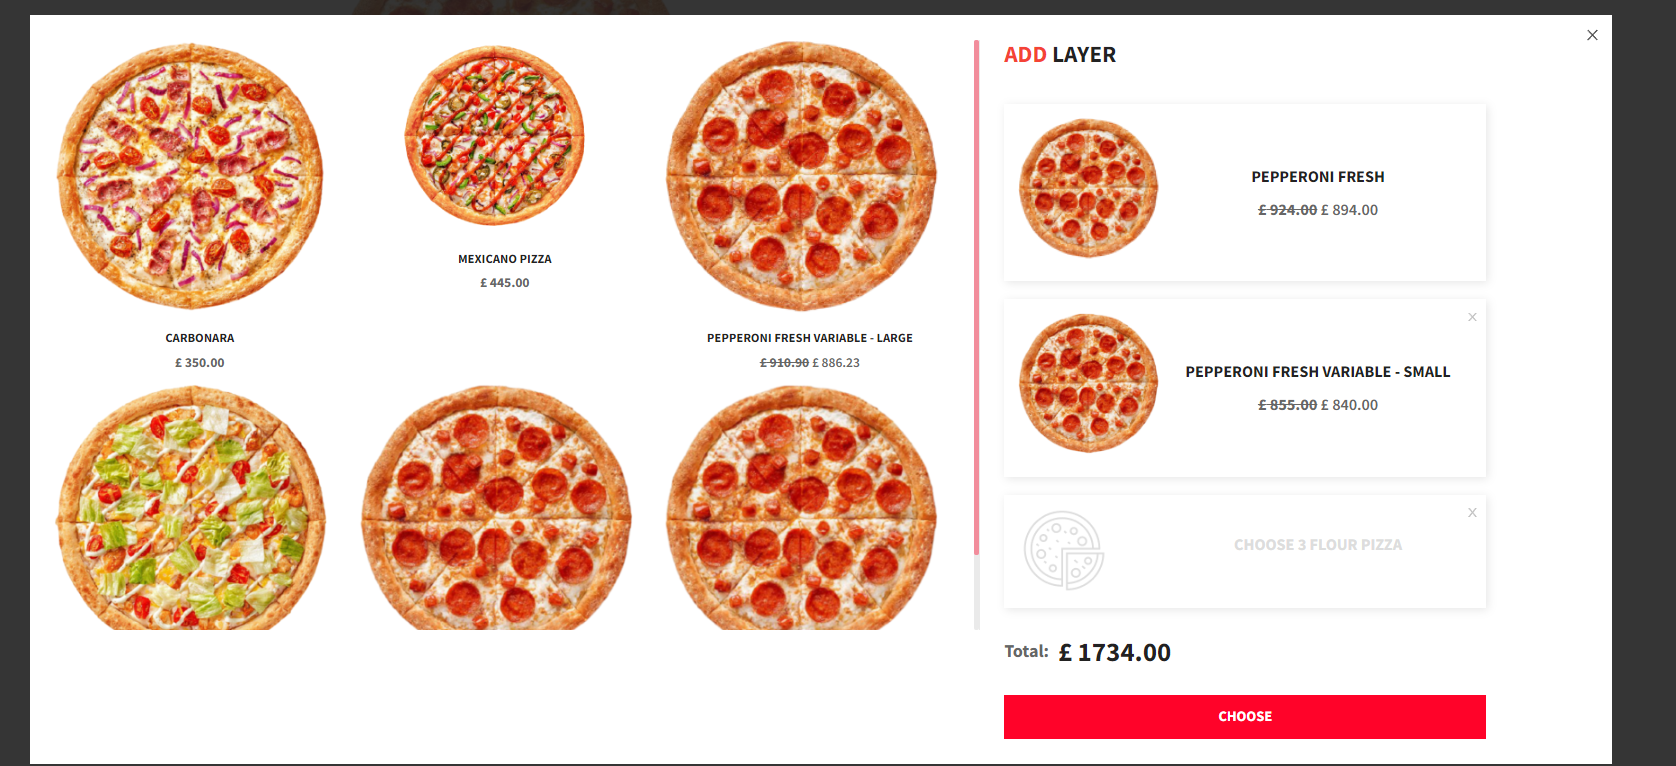 MEXICANO PIZZA
£ 445.00
CARBONARA
£ 350.00
PEPPERONI FRESH VARIABLE - LARGE
£ 910.90 £ 886.23
X
ADD LAYER
PEPPERONI FRESH
£ 924.00 £ 894.00
X
PEPPERONI FRESH VARIABLE - SMALL
£ 855.00 £ 840.00
X
CHOOSE 3 FLOUR PIZZA
Total: £ 1734.00
CHOOSE